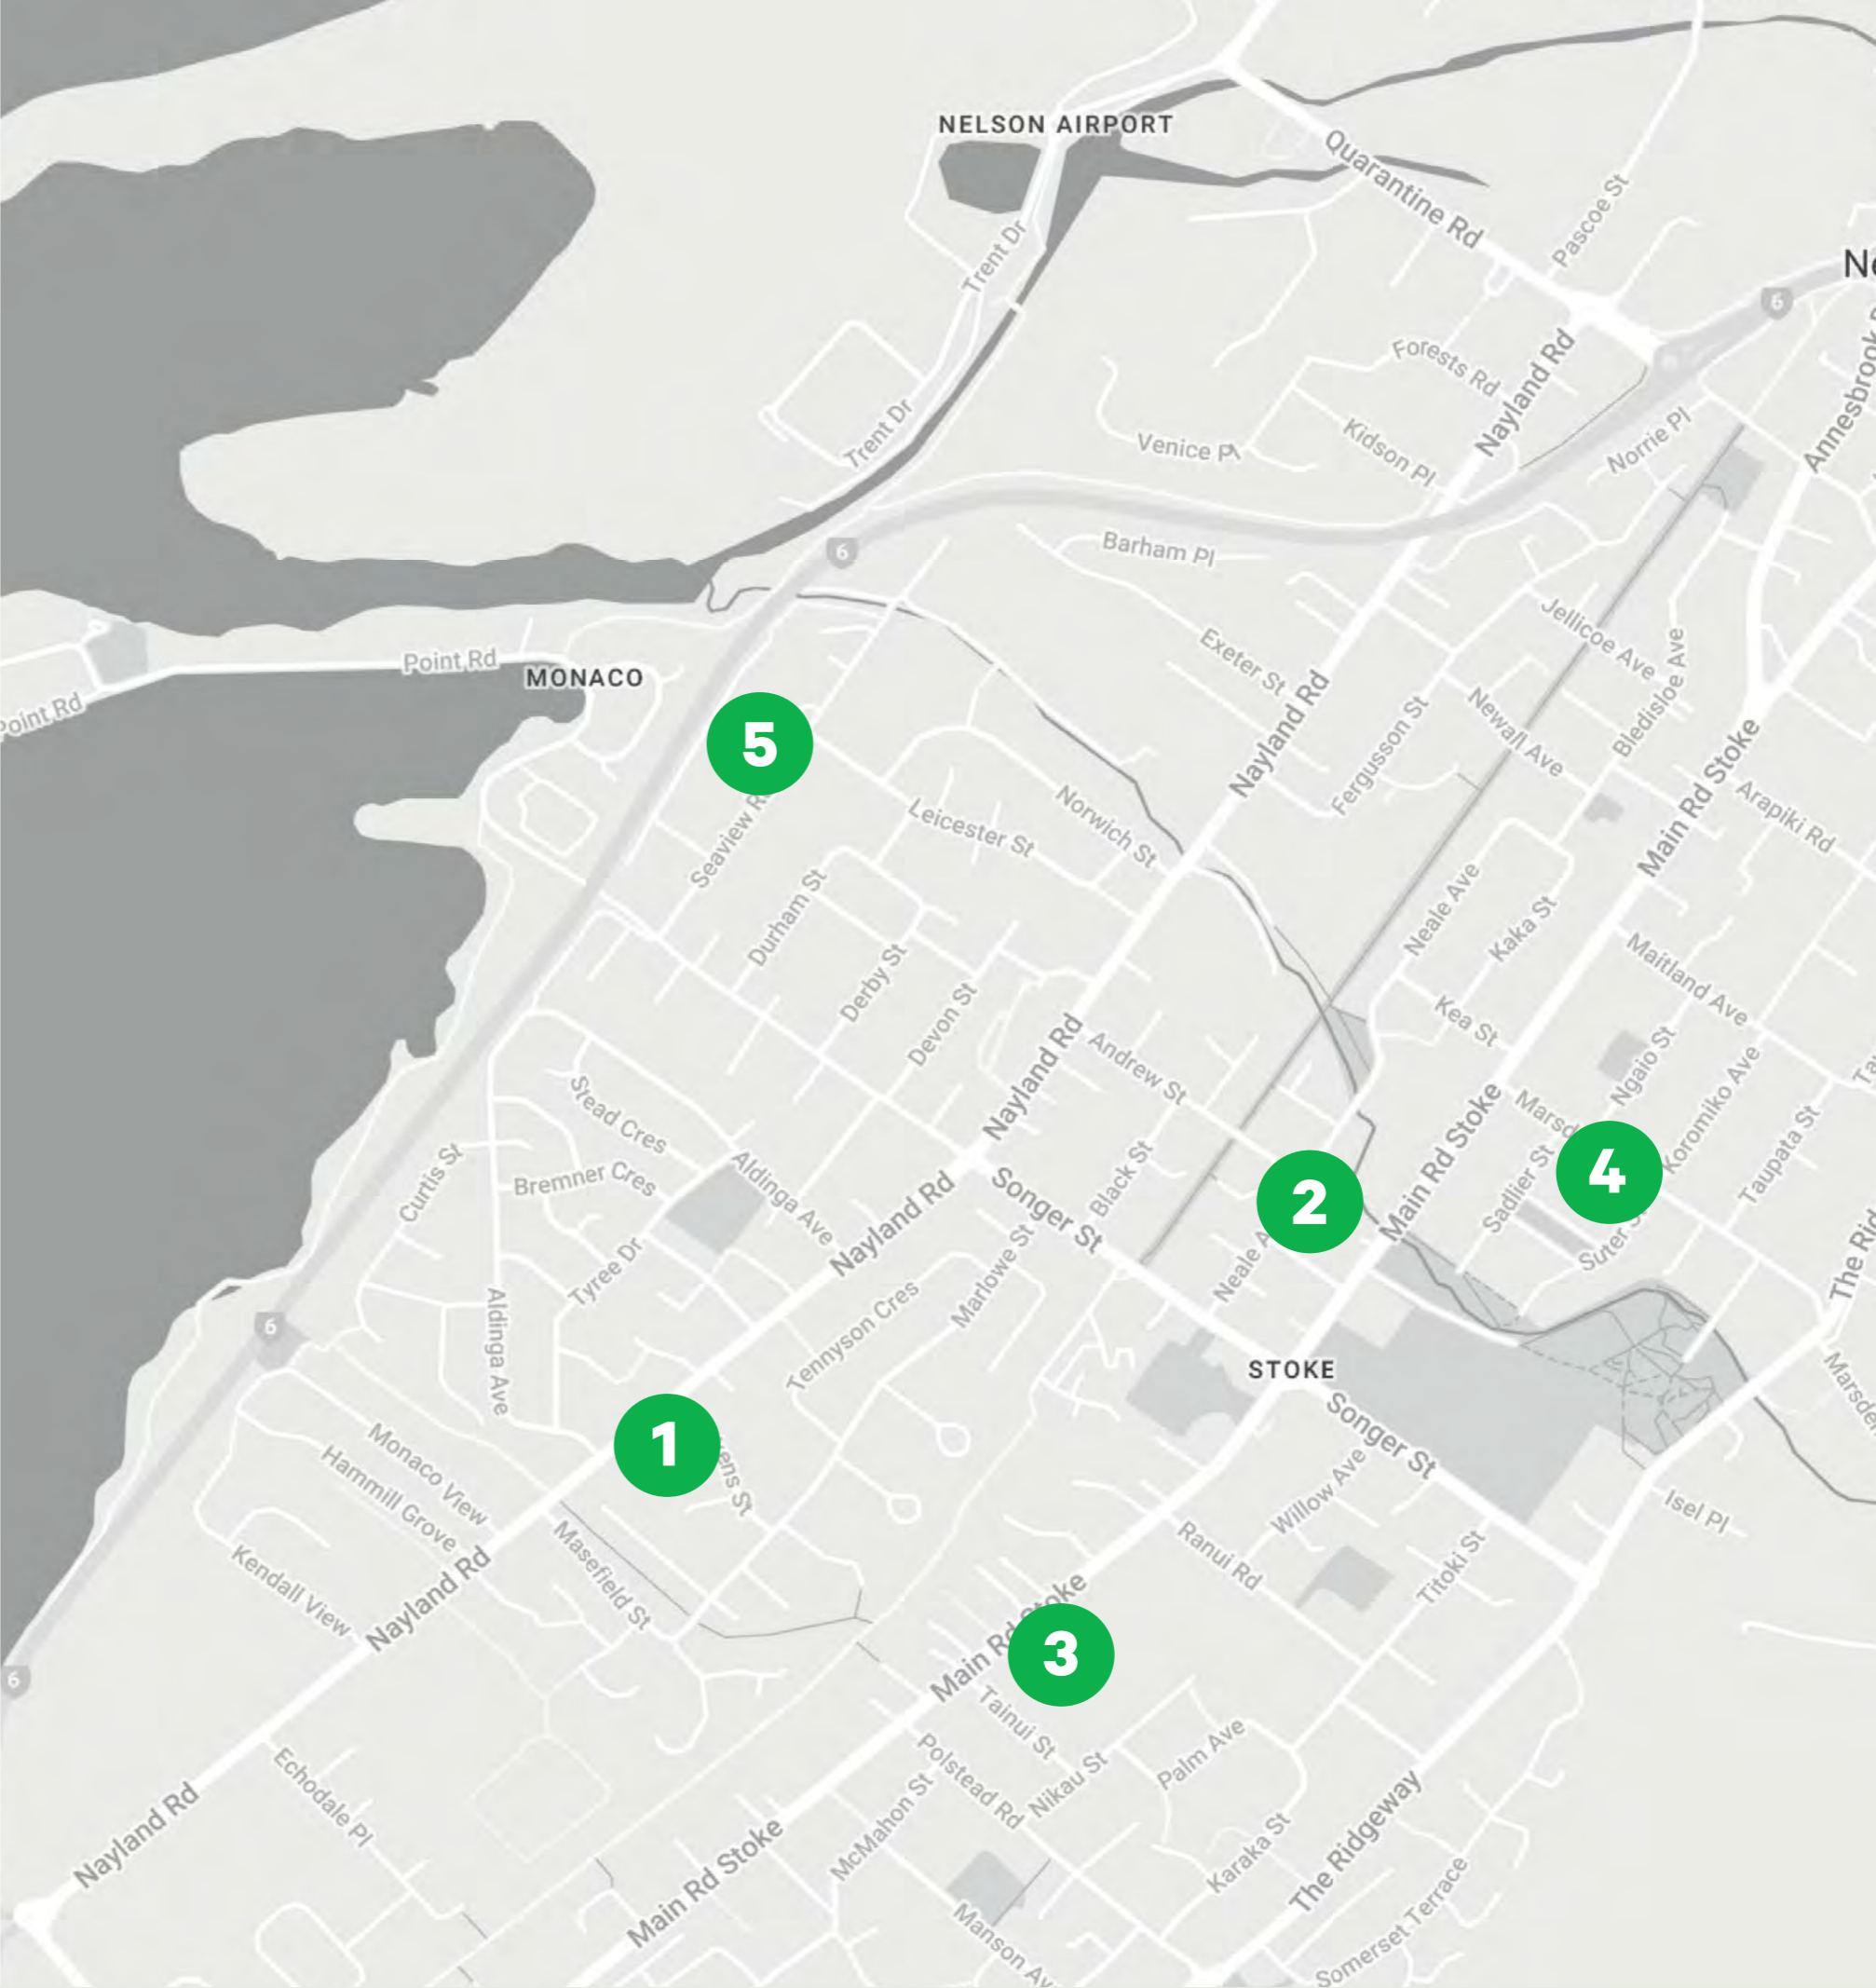 NELSON AIRPORT
Quarantine Rd
Pascoe St
Trent Dr
6
Nayland Rd
Forests Rd
Trent Dr
Venice Pl
Kidson Pl
Norrie Pl
6
Barham Pl
Jellicoe Ave
Point Rd
MONACO
Exeter St
Bledisloe Ave
Point Rd
Nayland Rd
Fergusson St
Newall Ave
5
Main Rd Stoke
Arapiki Rd
Seaview
Leicester St
Norwich St
Durham St
Neale Ave
Kaka St
Derby St
Maitland Ave
Devon St
Kea St
Nayland Rd
Andrew St
Ngaio St
Koromiko Ave
Stead Cres
Taupata St
Curtis St
Bremner Cres
Aldinga Ave
Black St
Main Rd Stoke
Sadlier St
4
2
Nayland Rd
Songer St
Suter
Tyree Dr
Marlowe St
Neale
6
Aldinga Ave
Tennyson Cres
STOKE
Songer St
1
Monaco View
Hammill Grove
Willow Ave
Isel Pl
Kendall View
Nayland Rd
Masefield St
Ranui Rd
Titoki St
6
Main Rd Stoke
3
Tainui St
Palm Ave
Polstead Rd
Nikau St
Echodale Pl
McMahon St
Nayland Rd
Karaka St
The Ridgeway
Main Rd Stoke
Manson Av
Somerset Terrace